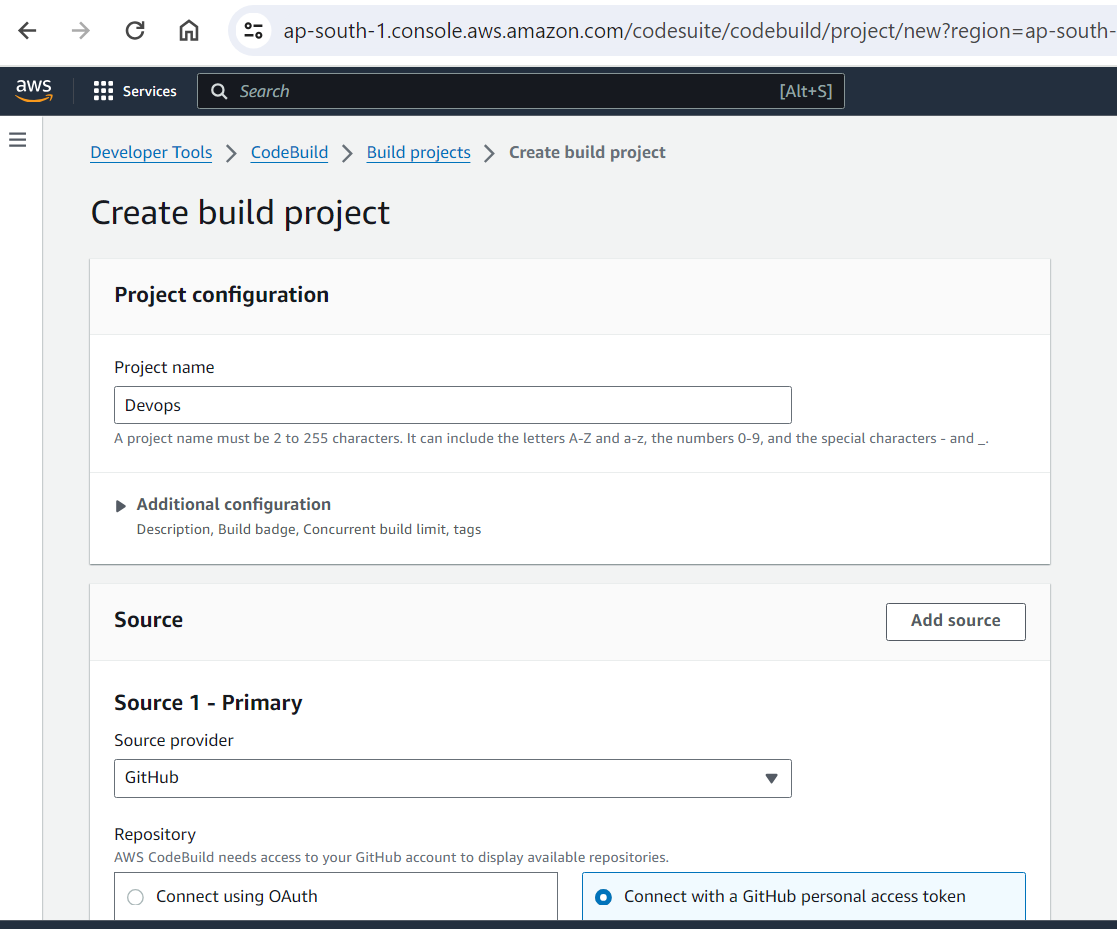 ap-south-1.console.aws.amazon.com/codesuite/codebuild/project/new?region=ap-south-
aws Services Search [Alt+S]
Developer Tools > CodeBuild > Build projects > Create build project
Create build project
Project configuration
Project name
Devops
A project name must be 2 to 255 characters. It can include the letters A-Z and a-z, the numbers 0-9, and the special characters - and _.
Additional configuration
Description, Build badge, Concurrent build limit, tags
Source Add source
Source 1 - Primary
Source provider
GitHub
Repository
AWS CodeBuild needs access to your GitHub account to display available repositories.
Connect using OAuth Connect with a GitHub personal access token